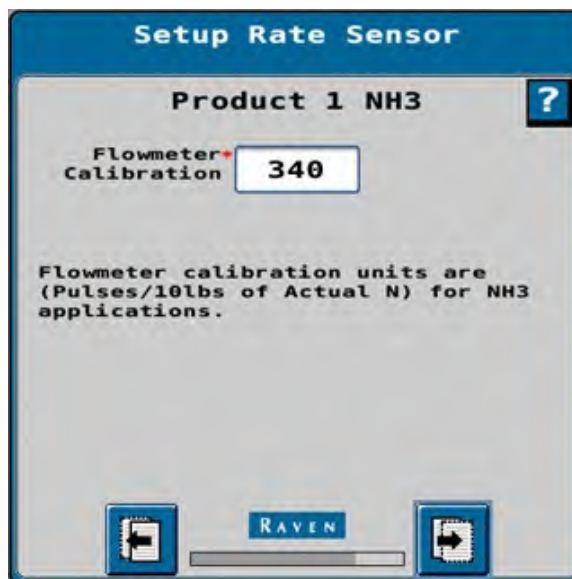 Setup Rate Sensor
Product 1 NH3
?
Flowmeter*
Calibration
340
Flowmeter calibration units are
(Pulses/10lbs of Actual N) for NH3
applications.
RAVEN